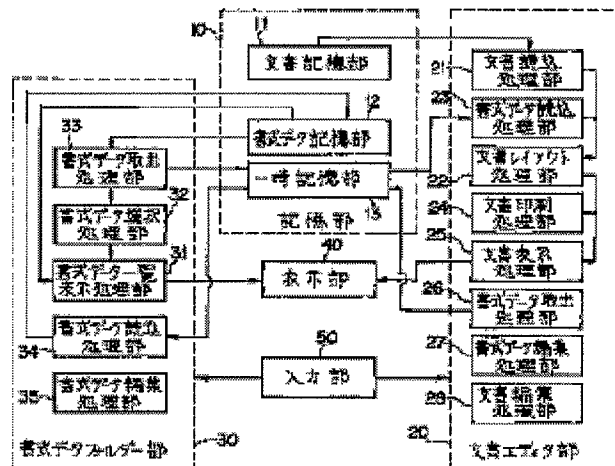 10
11
文書記憶部
12
書式データ記憶部
一時記憶部
13
記憶部
33
書式データ取出
処理部
32
書式データ選択
処理部
31
書式データ一覧
表示処理部
34
書式データ読込
処理部
35
書式データ編集
処理部
書式データフォルダー部
30
40
表示部
50
入力部
21
文書読込
処理部
23
書式データ読込
処理部
22
文書レイアウト
処理部
24
文書印刷
処理部
25
文書表示
処理部
26
書式データ取出
処理部
27
書式データ編集
処理部
28
文書編集
処理部
20
文書エディタ部